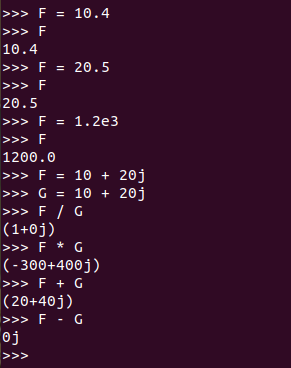 >>> F = 10.4
>>> F
10.4
>>> F = 20.5
>>> F
20.5
>>> F = 1.2e3
>>> F
1200.0
>>> F = 10 + 20j
>>> G = 10 + 20j
>>> F / G
(1+0j)
>>> F * G
(-300+400j)
>>> F + G
(20+40j)
>>> F - G
0j
>>>